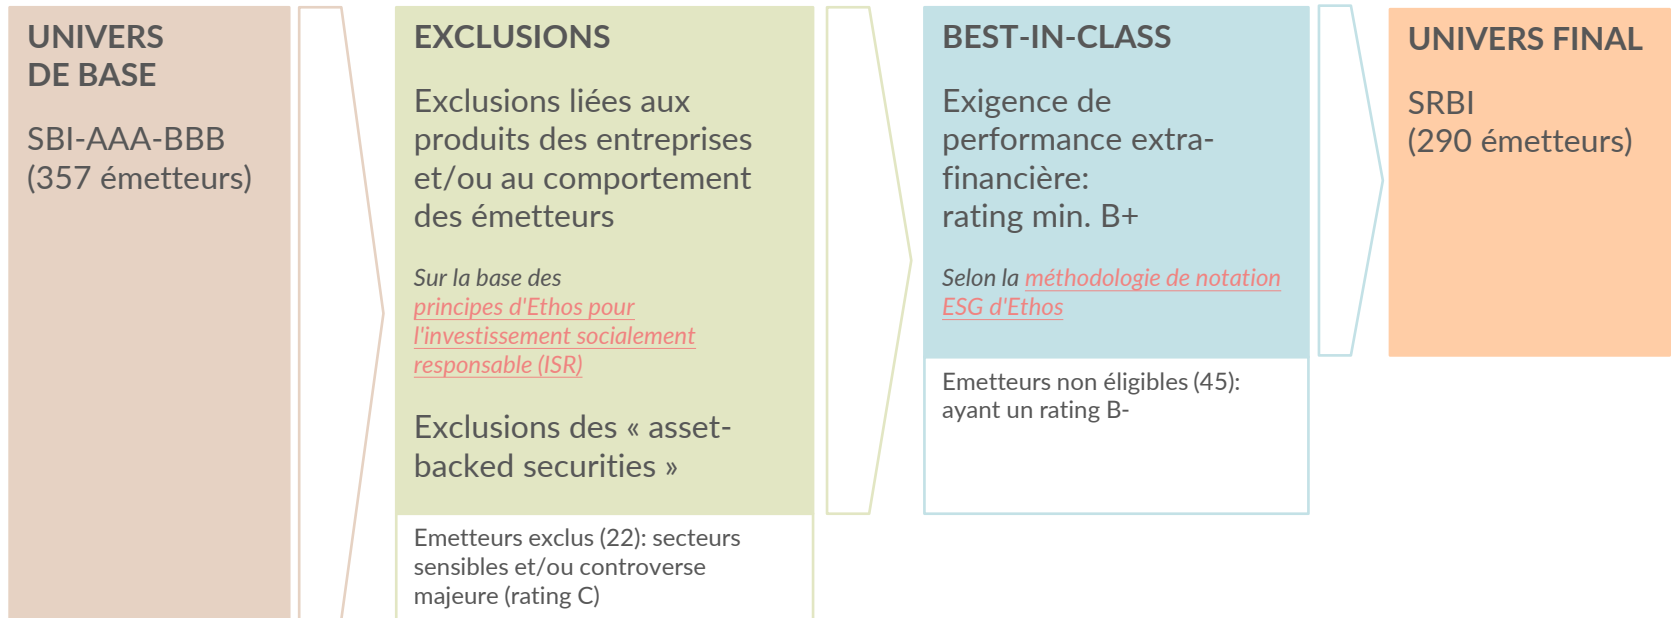 UNIVERS
DE BASE
SBI-AAA-BBB
(357 émetteurs)
EXCLUSIONS
Exclusions liées aux
produits des entreprises
et/ou au comportement
des émetteurs
Sur la base des
principes d'Ethos pour
l'investissement socialement
responsable (ISR)
Exclusions des « asset-
backed securities »
Emetteurs exclus (22): secteurs
sensibles et/ou controverse
majeure (rating C)
BEST-IN-CLASS
Exigence de
performance extra-
financière:
rating min. B+
Selon la méthodologie de notation
ESG d'Ethos
Emetteurs non éligibles (45):
ayant un rating B-
UNIVERS FINAL
SRBI
(290 émetteurs)